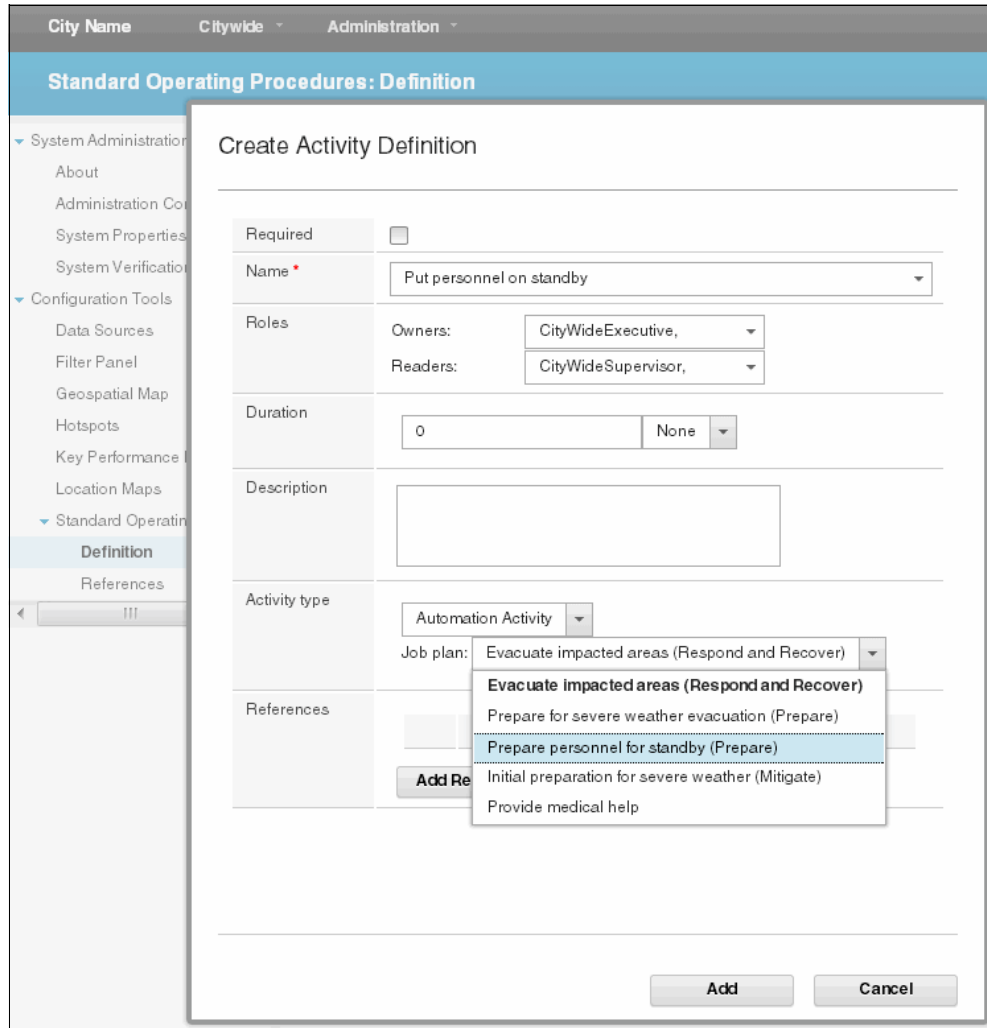 City Name Citywide Administration
Standard Operating Procedures: Definition
System Administration
About
Administration Co
System Properties
System Verification
Configuration Tools
Data Sources
Filter Panel
Geospatial Map
Hotspots
Key Performance
Location Maps
Standard Operatin
Definition
References
Create Activity Definition
Required
Name *
Put personnel on standby
Roles
Owners: CityWideExecutive,
Readers: CityWideSupervisor,
Duration
0 None
Description
Activity type
Automation Activity
Job plan: Evacuate impacted areas (Respond and Recover)
Evacuate impacted areas (Respond and Recover)
Prepare for severe weather evacuation (Prepare)
Prepare personnel for standby (Prepare)
Initial preparation for severe weather (Mitigate)
Provide medical help
References
Add Re
Add Cancel